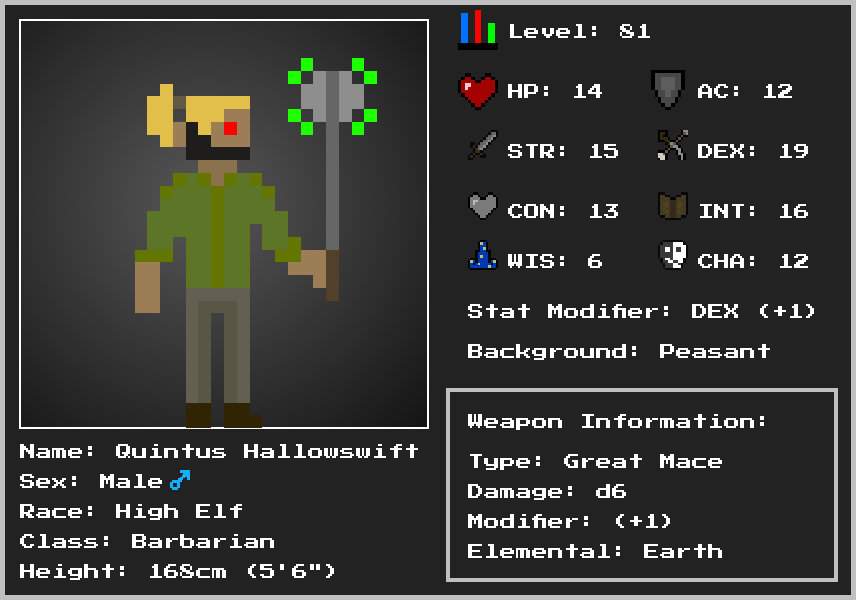 Level: 81
HP: 14
AC: 12
STR: 15
DEX: 19
CON: 13
INT: 16
WIS: 6
CHA: 12
Stat Modifier: DEX (+1)
Background: Peasant
Weapon Information:
Type: Great Mace
Damage: d6
Modifier: (+1)
Elemental: Earth
Name: Quintus Hallowswift
Sex: Male ♂
Race: High Elf
Class: Barbarian
Height: 168cm (5'6")